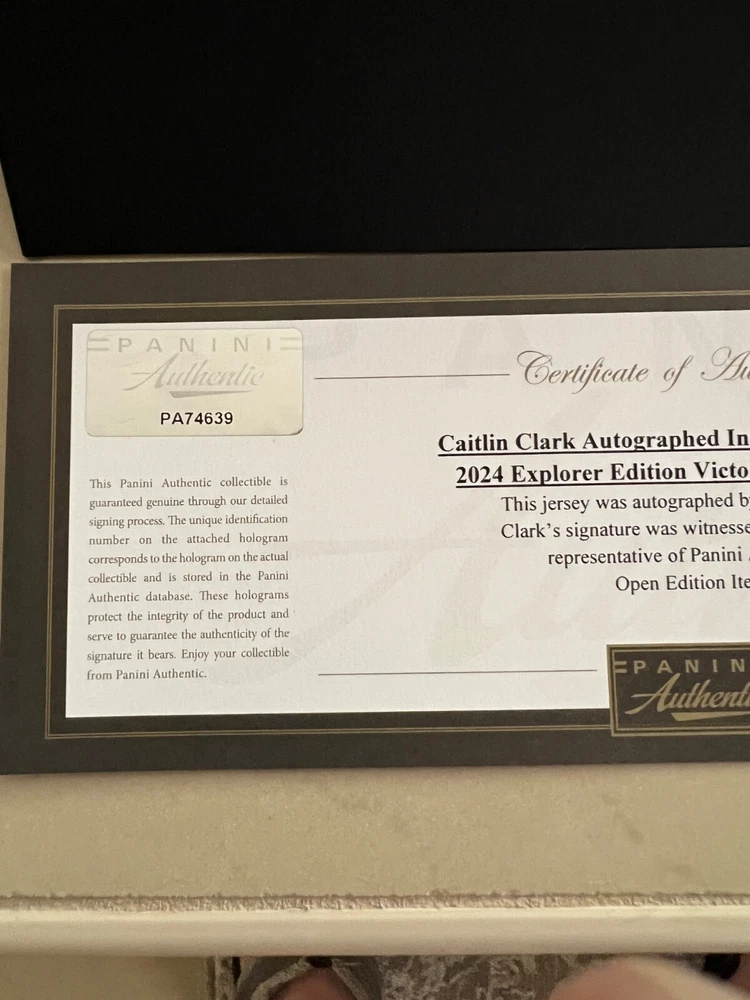 PANINI
Authentic
PA74639
Certificate of Au
Caitlin Clark Autographed In
2024 Explorer Edition Victo
This jersey was autographed b
Clark's signature was witnesse
representative of Panini
Open Edition Ite
This Panini Authentic collectible is
guaranteed genuine through our detailed
signing process. The unique identification
number on the attached hologram
corresponds to the hologram on the actual
collectible and is stored in the Panini
Authentic database. These holograms
protect the integrity of the product and
serve to guarantee the authenticity of the
signature it bears. Enjoy your collectible
from Panini Authentic.
PANIN
Authent